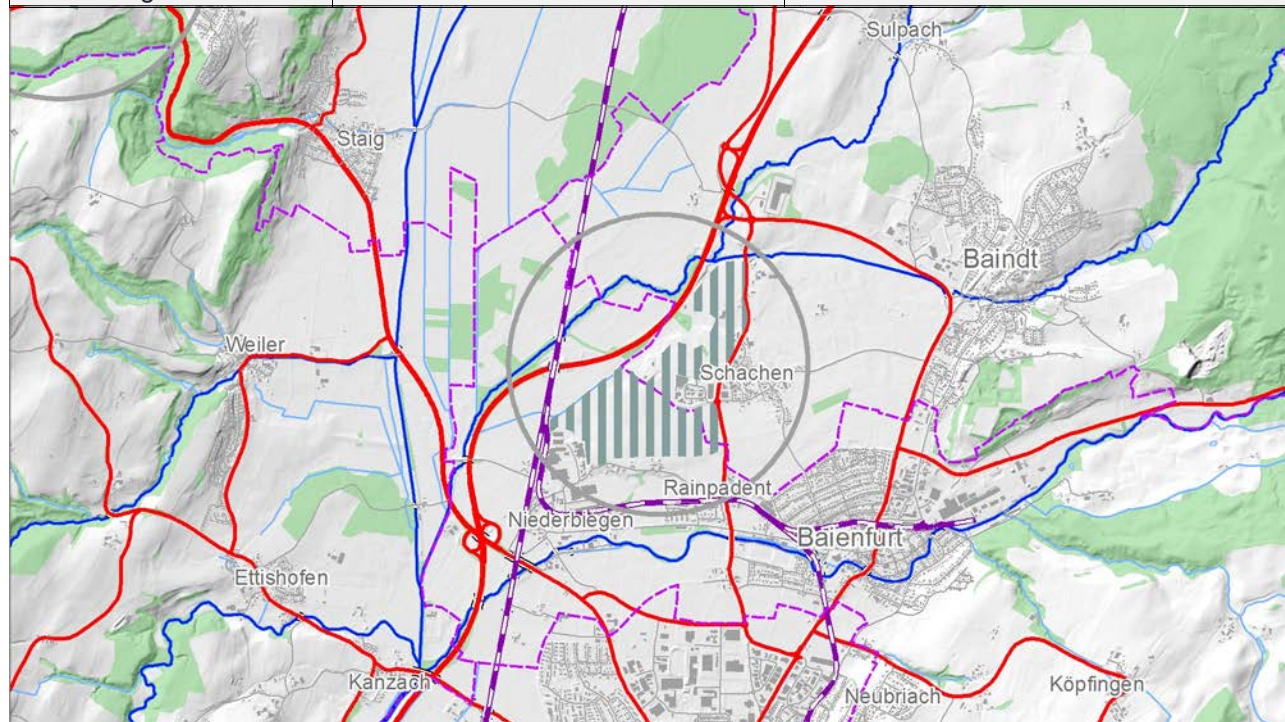 Sulpach
Staig
Baindt
Weiler
Schachen
Rainpadent
Niederbiegen
Baienfurt
Ettishofen
Kanzach
Köpfingen
Neubriach